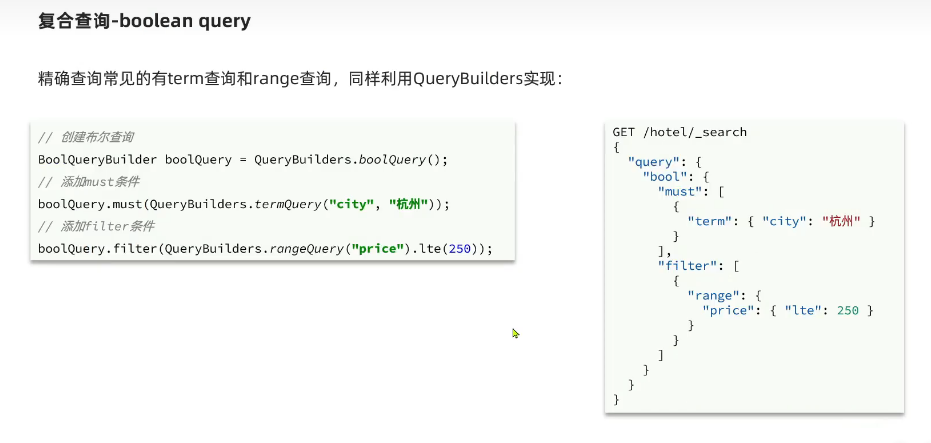 复合查询-boolean query
精确查询常见的有term查询和range查询，同样利用QueryBuilders实现：
// 创建布尔查询
BoolQueryBuilder boolQuery = QueryBuilders.boolQuery();
// 添加must条件
boolQuery.must(QueryBuilders.termQuery("city", "杭州"));
// 添加filter条件
boolQuery.filter(QueryBuilders.rangeQuery("price").lte(250));
GET /hotel/_search
{
  "query": {
    "bool": {
      "must": [
        {
          "term": { "city": "杭州" }
        }
      ],
      "filter": [
        {
          "range": {
            "price": { "lte": 250 }
          }
        }
      ]
    }
  }
}